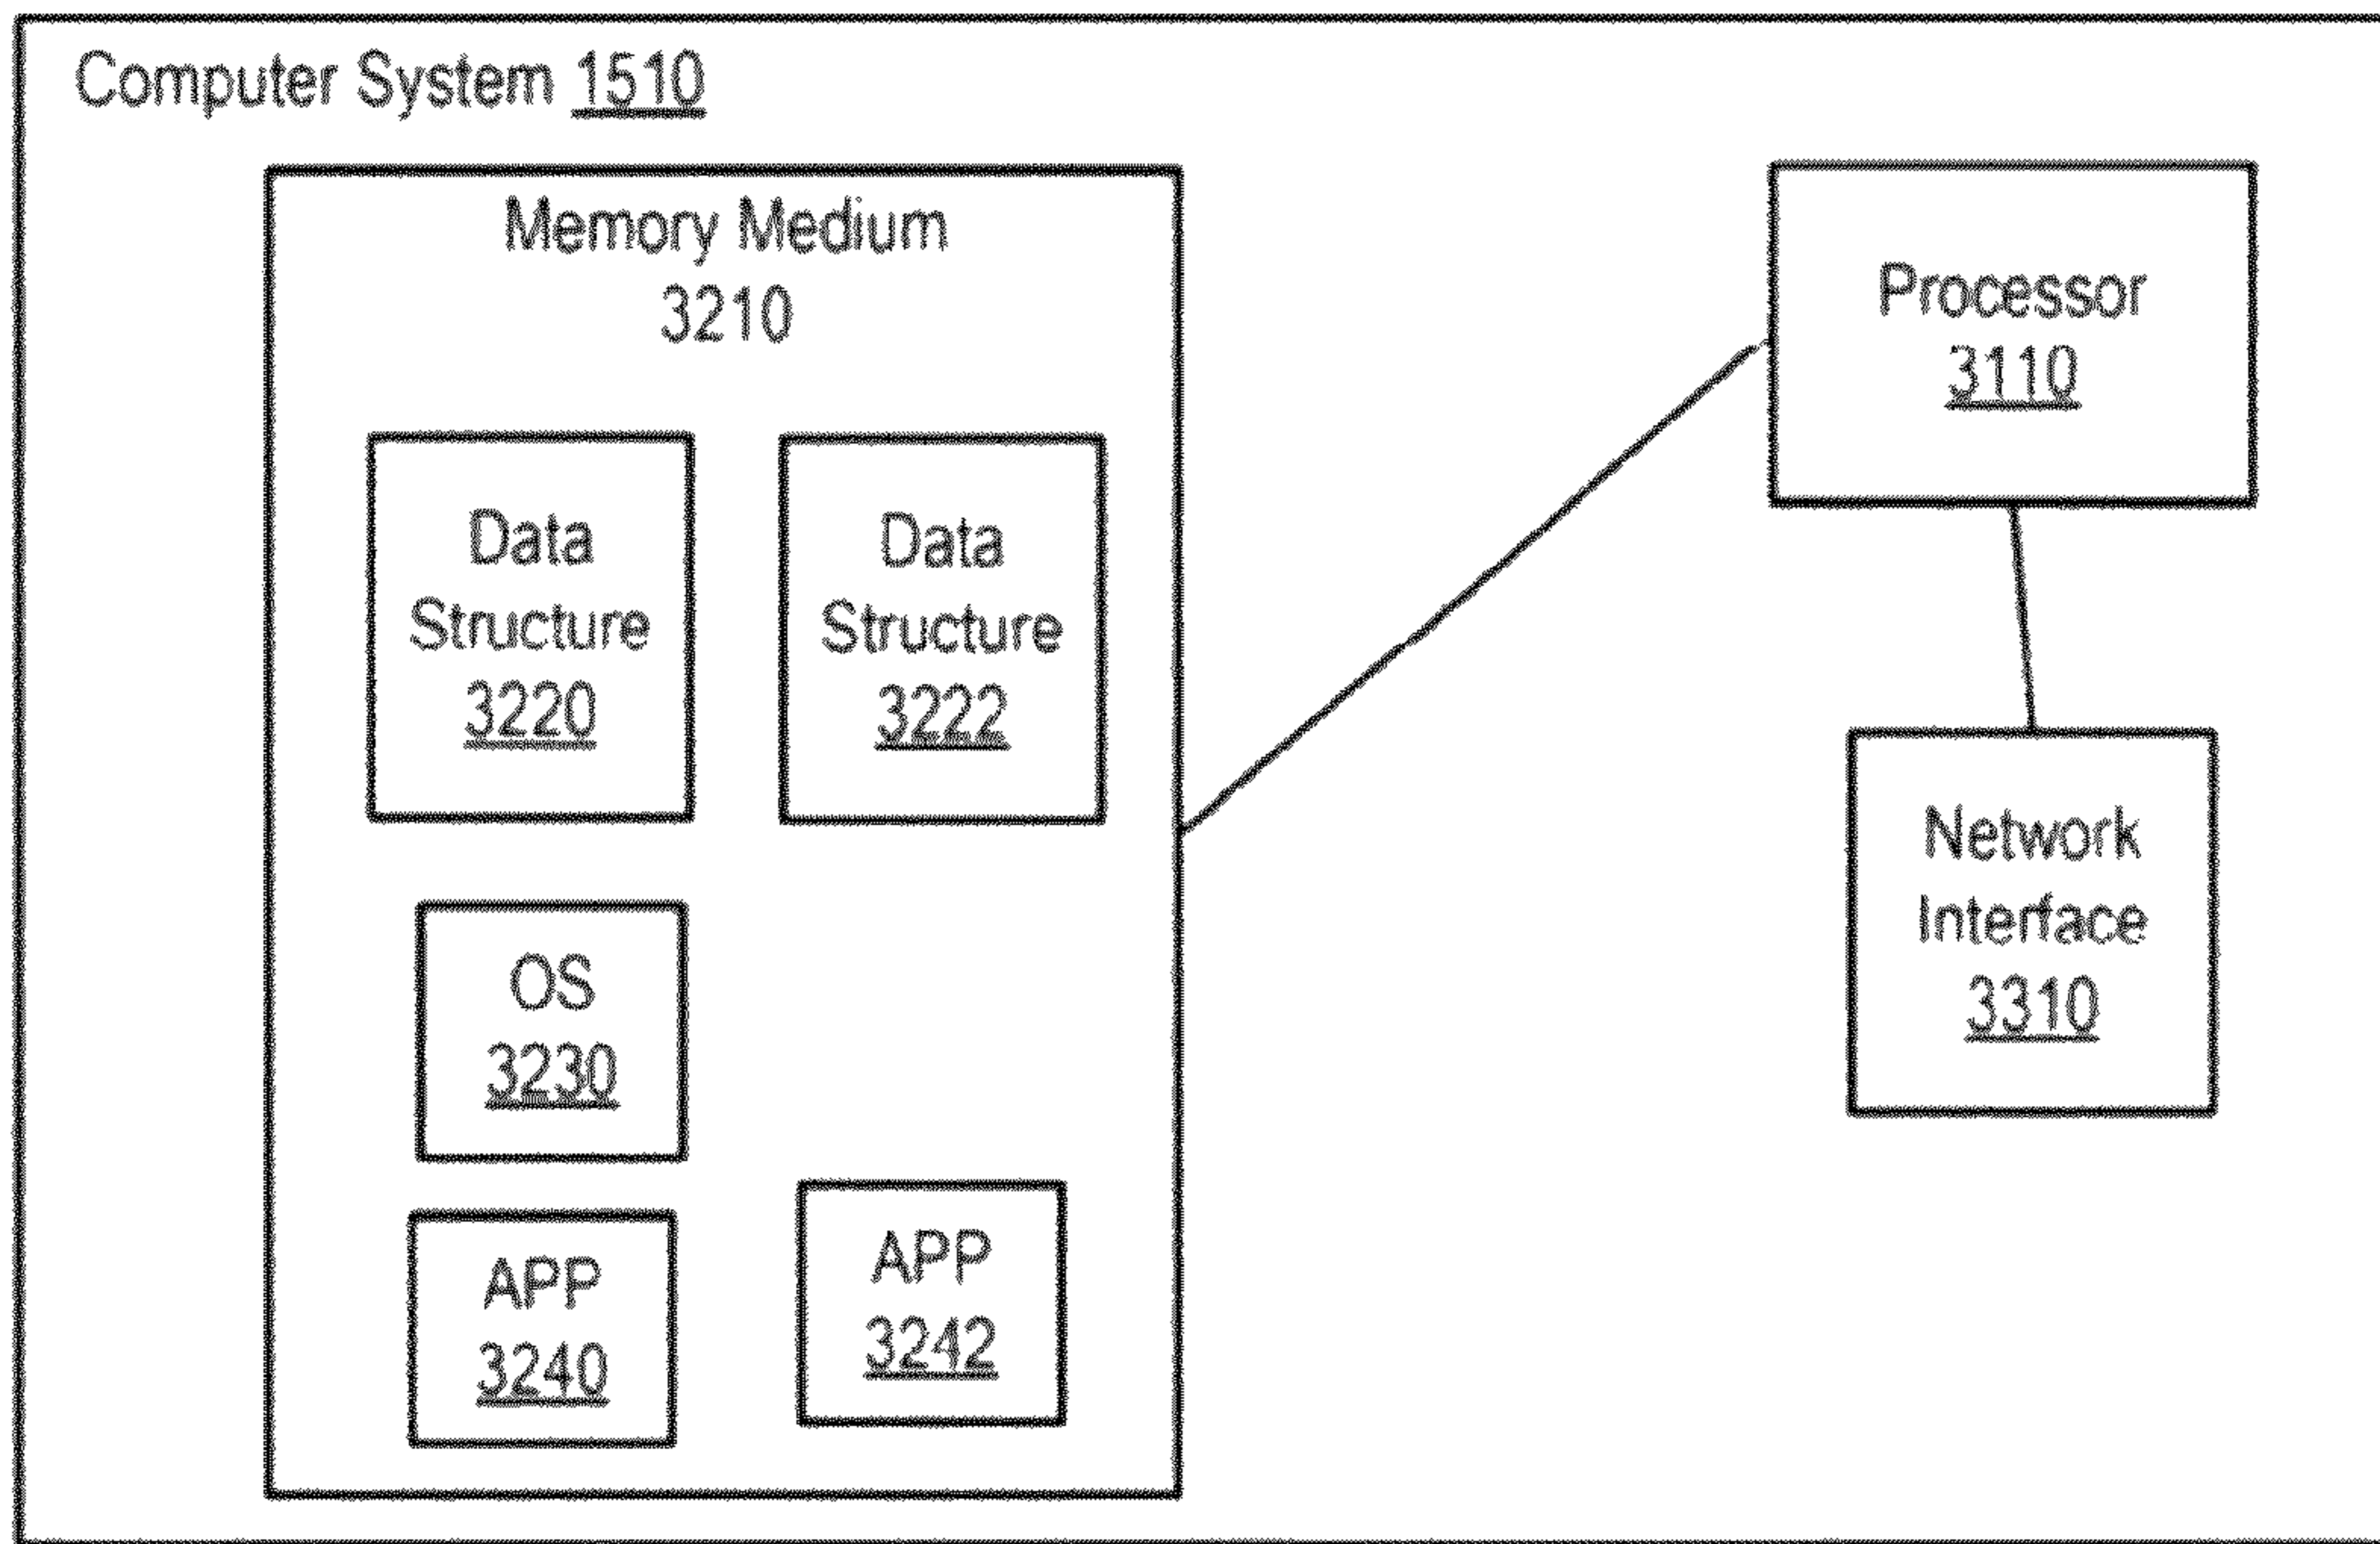 Computer System 1510
Memory Medium
3210
Data
Structure
3220
Data
Structure
3222
OS
3230
APP
3240
APP
3242
Processor
3110
Network
Interface
3310